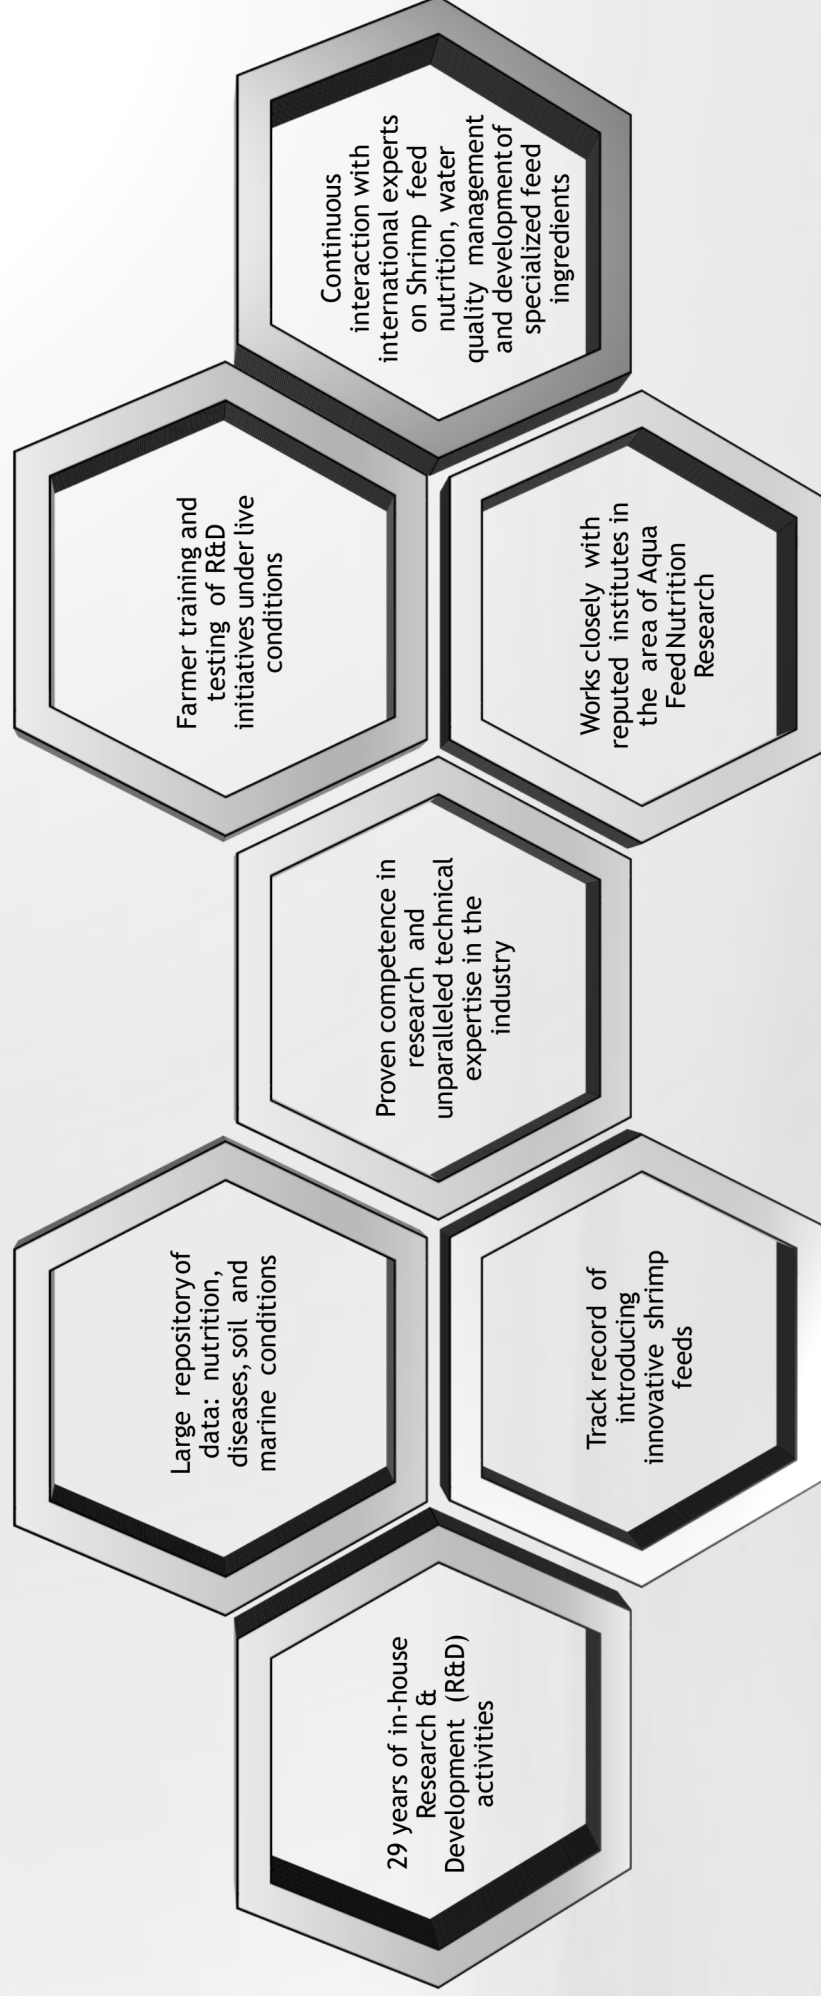 29 years of in-house
Research &
Development (R&D)
activities
Large repository of
data: nutrition,
diseases, soil and
marine conditions
Track record of
introducing
innovative shrimp
feeds
Proven competence in
research and
unparalleled technical
expertise in the
industry
Farmer training and
testing of R&D
initiatives under live
conditions
Works closely with
reputed institutes in
the area of Aqua
Feed Nutrition
Research
Continuous
interaction with
international experts
on Shrimp feed
nutrition, water
quality management
and development of
specialized feed
ingredients